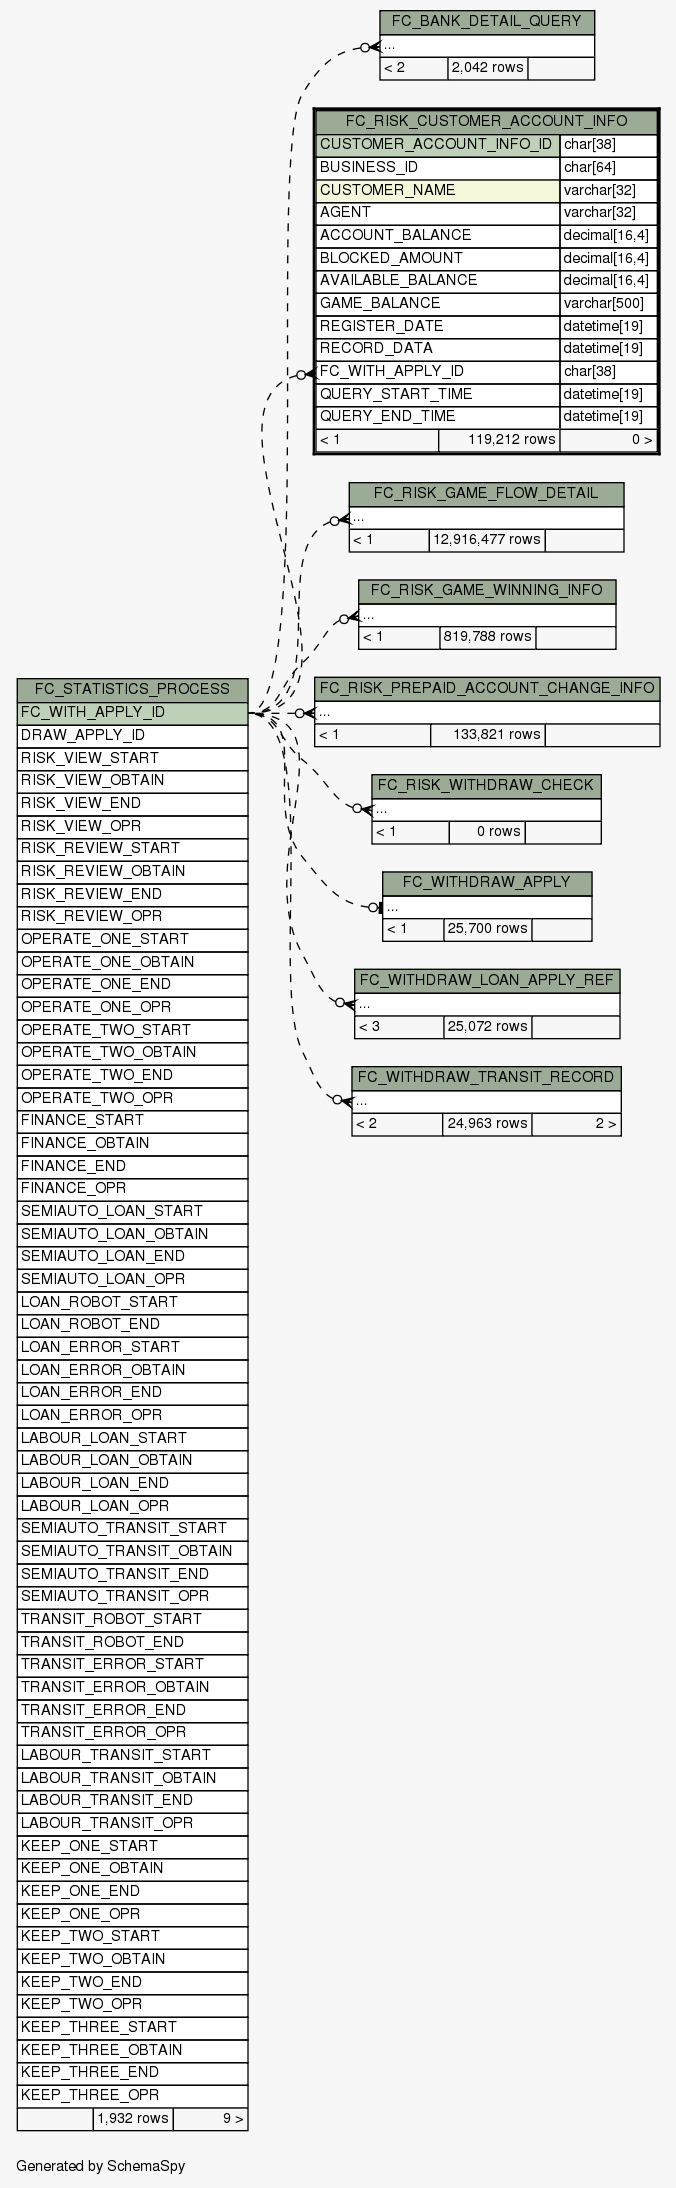 FC_BANK_DETAIL_QUERY
...
< 2 2,042 rows
FC_RISK_CUSTOMER_ACCOUNT_INFO
CUSTOMER_ACCOUNT_INFO_ID char[38]
BUSINESS_ID char[64]
CUSTOMER_NAME varchar[32]
AGENT varchar[32]
ACCOUNT_BALANCE decimal[16,4]
BLOCKED_AMOUNT decimal[16,4]
AVAILABLE_BALANCE decimal[16,4]
GAME_BALANCE varchar[500]
REGISTER_DATE datetime[19]
RECORD_DATA datetime[19]
FC_WITH_APPLY_ID char[38]
QUERY_START_TIME datetime[19]
QUERY_END_TIME datetime[19]
< 1 119,212 rows 0 >
FC_RISK_GAME_FLOW_DETAIL
...
< 1 12,916,477 rows
FC_RISK_GAME_WINNING_INFO
...
< 1 819,788 rows
FC_RISK_PREPAID_ACCOUNT_CHANGE_INFO
...
< 1 133,821 rows
FC_RISK_WITHDRAW_CHECK
...
< 1 0 rows
FC_WITHDRAW_APPLY
...
< 1 25,700 rows
FC_WITHDRAW_LOAN_APPLY_REF
...
< 3 25,072 rows
FC_WITHDRAW_TRANSIT_RECORD
...
< 2 24,963 rows 2 >
FC_STATISTICS_PROCESS
FC_WITH_APPLY_ID
DRAW_APPLY_ID
RISK_VIEW_START
RISK_VIEW_OBTAIN
RISK_VIEW_END
RISK_VIEW_OPR
RISK_REVIEW_START
RISK_REVIEW_OBTAIN
RISK_REVIEW_END
RISK_REVIEW_OPR
OPERATE_ONE_START
OPERATE_ONE_OBTAIN
OPERATE_ONE_END
OPERATE_ONE_OPR
OPERATE_TWO_START
OPERATE_TWO_OBTAIN
OPERATE_TWO_END
OPERATE_TWO_OPR
FINANCE_START
FINANCE_OBTAIN
FINANCE_END
FINANCE_OPR
SEMIAUTO_LOAN_START
SEMIAUTO_LOAN_OBTAIN
SEMIAUTO_LOAN_END
SEMIAUTO_LOAN_OPR
LOAN_ROBOT_START
LOAN_ROBOT_END
LOAN_ERROR_START
LOAN_ERROR_OBTAIN
LOAN_ERROR_END
LOAN_ERROR_OPR
LABOUR_LOAN_START
LABOUR_LOAN_OBTAIN
LABOUR_LOAN_END
LABOUR_LOAN_OPR
SEMIAUTO_TRANSIT_START
SEMIAUTO_TRANSIT_OBTAIN
SEMIAUTO_TRANSIT_END
SEMIAUTO_TRANSIT_OPR
TRANSIT_ROBOT_START
TRANSIT_ROBOT_END
TRANSIT_ERROR_START
TRANSIT_ERROR_OBTAIN
TRANSIT_ERROR_END
TRANSIT_ERROR_OPR
LABOUR_TRANSIT_START
LABOUR_TRANSIT_OBTAIN
LABOUR_TRANSIT_END
LABOUR_TRANSIT_OPR
KEEP_ONE_START
KEEP_ONE_OBTAIN
KEEP_ONE_END
KEEP_ONE_OPR
KEEP_TWO_START
KEEP_TWO_OBTAIN
KEEP_TWO_END
KEEP_TWO_OPR
KEEP_THREE_START
KEEP_THREE_OBTAIN
KEEP_THREE_END
KEEP_THREE_OPR
1,932 rows 9 >
Generated by SchemaSpy